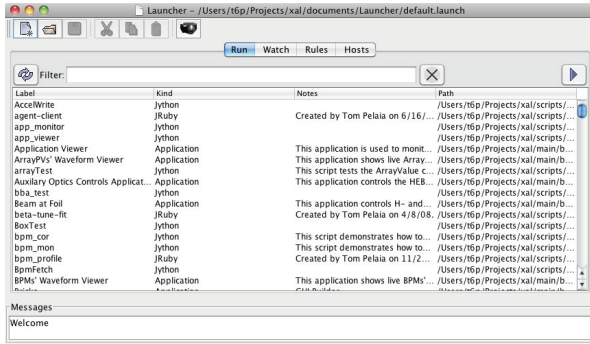 Launcher – /Users/t6p/Projects/xal/documents/Launcher/default.launch
Run Watch Rules Hosts
Filter:
Label Kind Notes Path
AccelWrite Jython /Users/t6p/Projects/xal/scripts/...
agent-client JRuby Created by Tom Pelaia on 6/16/... /Users/t6p/Projects/xal/scripts/...
app_monitor Jython /Users/t6p/Projects/xal/scripts/...
app_viewer Jython /Users/t6p/Projects/xal/scripts/...
Application Viewer Application This application is used to monit... /Users/t6p/Projects/xal/main/b...
ArrayPVs' Waveform Viewer Application This application shows live Array... /Users/t6p/Projects/xal/main/b...
arrayTest Jython This script tests the ArrayValue c... /Users/t6p/Projects/xal/scripts/...
Auxilary Optics Controls Applicat... Application This application controls the HEB... /Users/t6p/Projects/xal/main/b...
bba_test Jython /Users/t6p/Projects/xal/scripts/...
Beam at Foil Application This application controls H- and... /Users/t6p/Projects/xal/main/b...
beta-tune-fit JRuby Created by Tom Pelaia on 4/8/08. /Users/t6p/Projects/xal/scripts/...
BoxTest Jython /Users/t6p/Projects/xal/scripts/...
bpm_cor Jython This script demonstrates how to... /Users/t6p/Projects/xal/scripts/...
bpm_mon Jython This script demonstrates how to... /Users/t6p/Projects/xal/scripts/...
bpm_profile JRuby Created by Tom Pelaia on 11/2... /Users/t6p/Projects/xal/scripts/...
BpmFetch Jython /Users/t6p/Projects/xal/scripts/...
BPMs' Waveform Viewer Application This application shows live BPMs'... /Users/t6p/Projects/xal/main/b...
Messages
Welcome